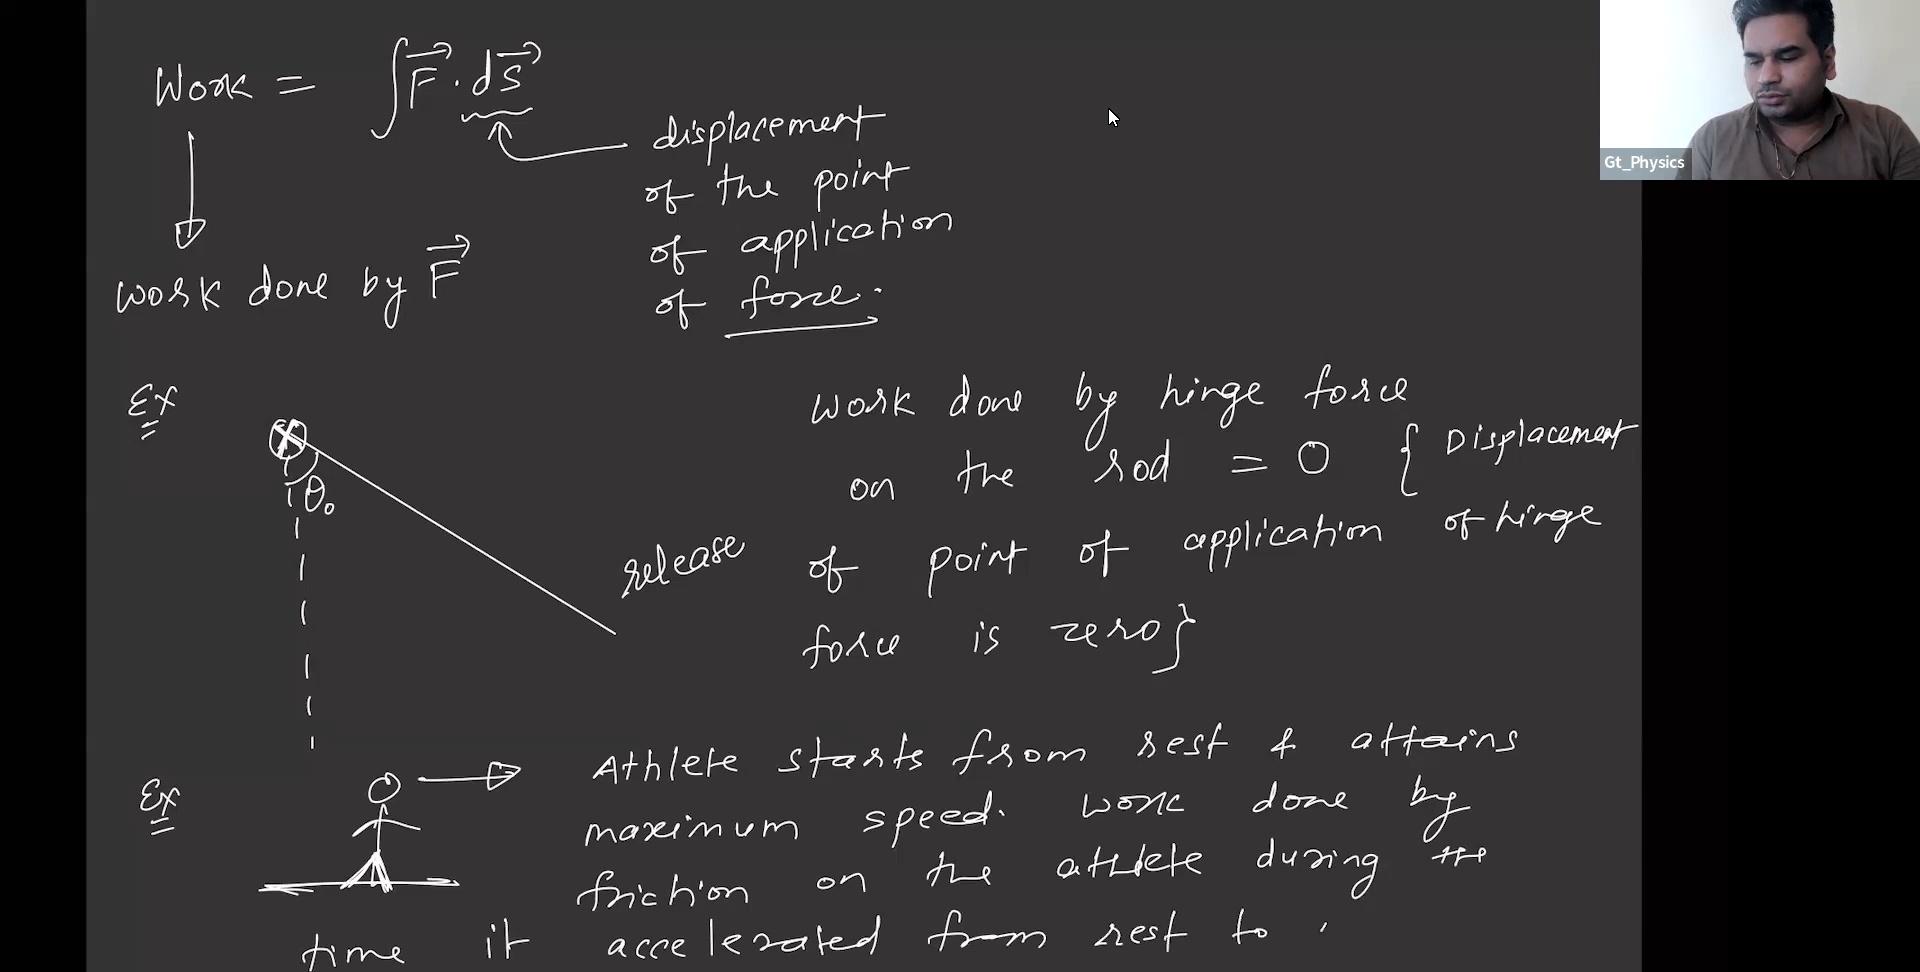 Work = ∫F⃗ · ds⃗
displacement
of the point
of application
of force.
work done by F⃗
Gt_Physics
Ex
θ₀
release
work done by hinge force
on the rod = 0 { Displacement
of point of application of hinge
force is zero}
Ex
Athlete starts from rest & attains
maximum speed. work done by
friction on the athlete during the
time it accelerated from rest to